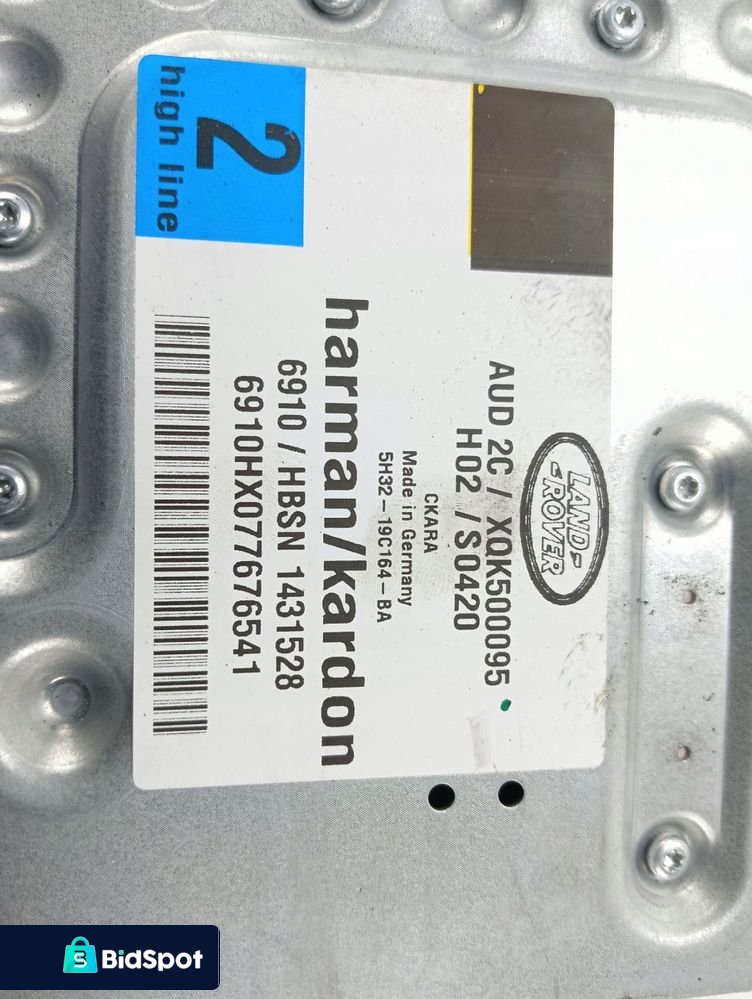 LAND-
-ROVER
AUD 2C / XQK500095
H02 / S0420
CKARA
Made in Germany
5H32-19C164-BA
harman/kardon
6910 / HBSN 1431528
6910HX077676541
2
high line
S BidSpot